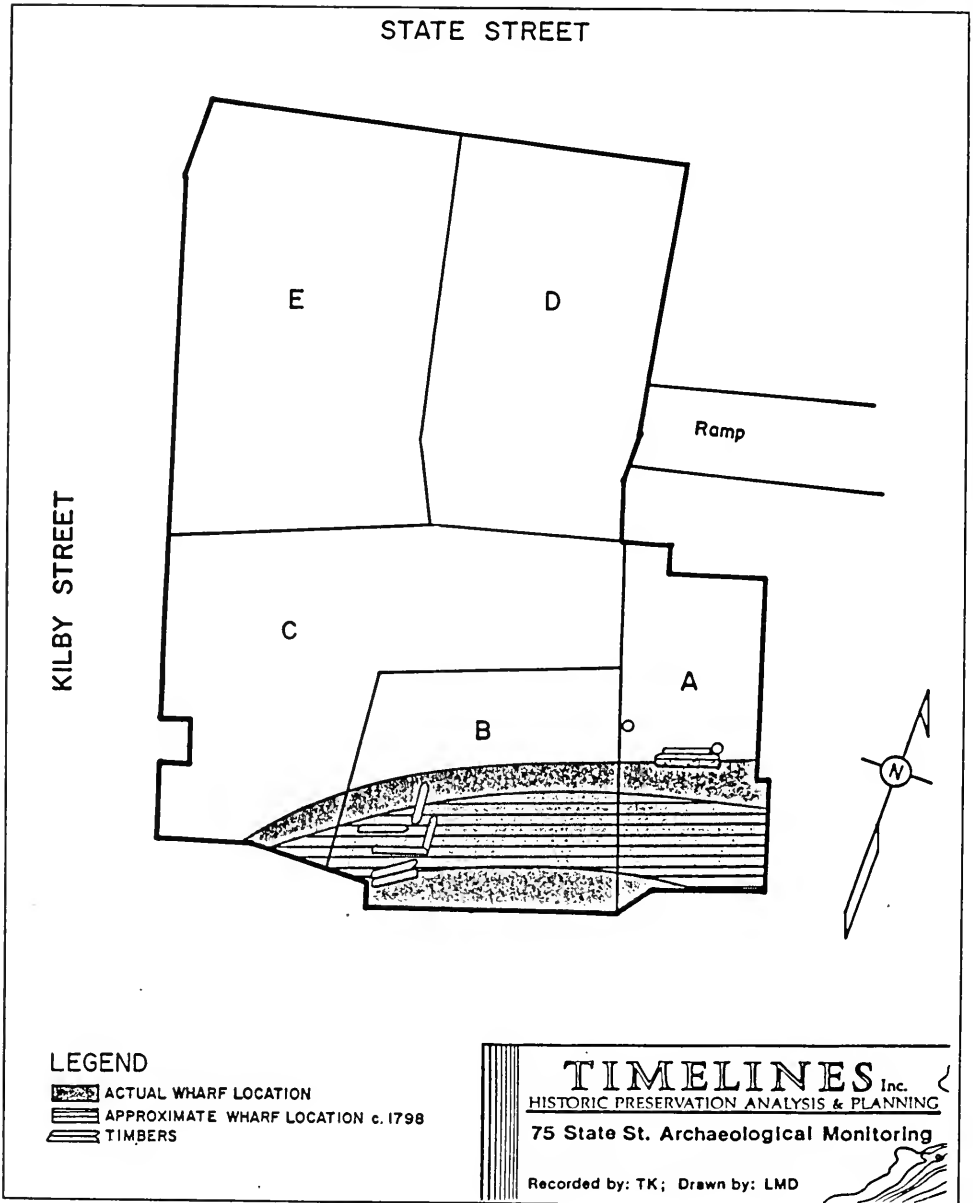 STATE STREET
E
D
Ramp
KILBY STREET
C
A
B
N
LEGEND
ACTUAL WHARF LOCATION
APPROXIMATE WHARF LOCATION c. 1798
TIMBERS
TIMELINES Inc.
HISTORIC PRESERVATION ANALYSIS & PLANNING
75 State St. Archaeological Monitoring
Recorded by: TK; Drawn by: LMD